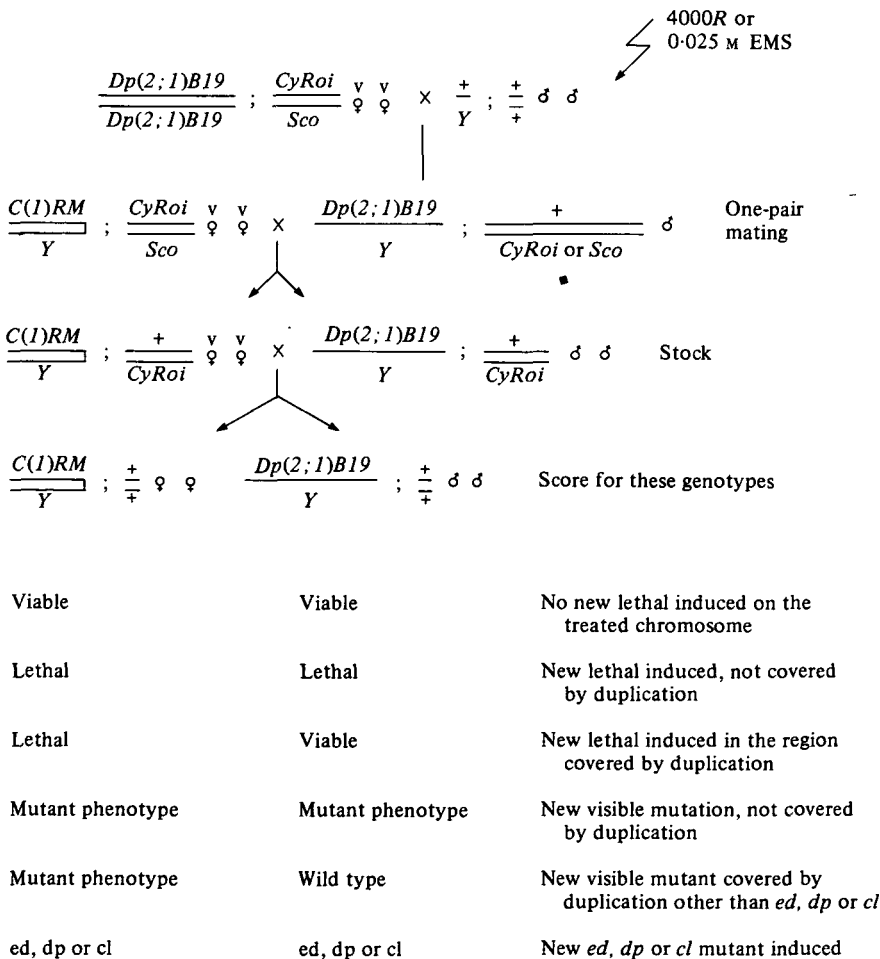 4000R or
0·025 M EMS
Dp(2;1)B19 CyRoi v v +  +
; ♀ ♀ × ; ♂ ♂
Dp(2;1)B19 Sco Y +
C(1)RM CyRoi v v Dp(2;1)B19 + One-pair
; ♀ ♀ × ; ♂ mating
Y Sco Y CyRoi or Sco
C(1)RM + v v Dp(2;1)B19 +
; ♀ ♀ × ; ♂ ♂ Stock
Y CyRoi Y CyRoi
C(1)RM + Dp(2;1)B19 +
; ♀ ♀ ; ♂ ♂ Score for these genotypes
Y + Y +
Viable Viable No new lethal induced on the
treated chromosome
Lethal Lethal New lethal induced, not covered
by duplication
Lethal Viable New lethal induced in the region
covered by duplication
Mutant phenotype Mutant phenotype New visible mutation, not covered
by duplication
Mutant phenotype Wild type New visible mutant covered by
duplication other than ed, dp or cl
ed, dp or cl ed, dp or cl New ed, dp or cl mutant induced